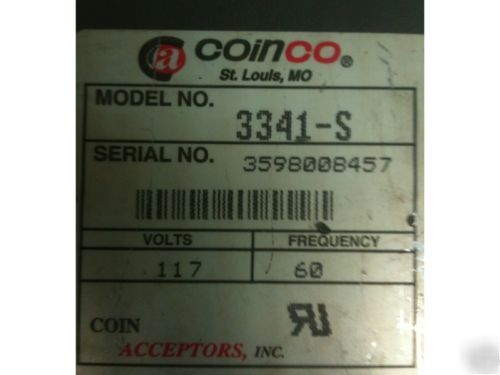 COINCO®
St. Louis, MO
MODEL NO. 3341-S
SERIAL NO. 3598008457
VOLTS FREQUENCY
117 60
COIN
ACCEPTORS, INC.